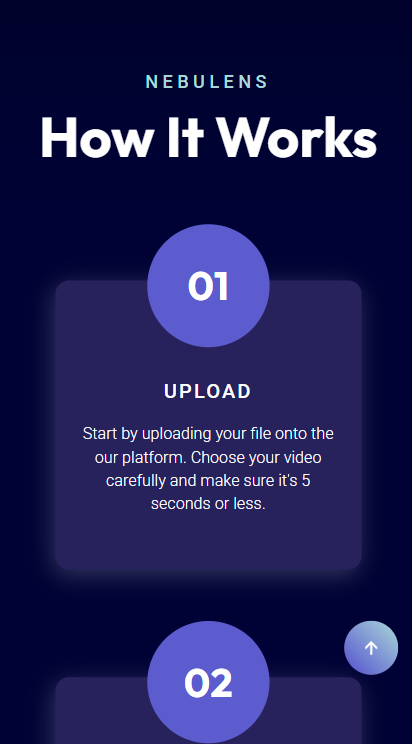 NEBULENS
How It Works
01
UPLOAD
Start by uploading your file onto the
our platform. Choose your video
carefully and make sure it's 5
seconds or less.
02